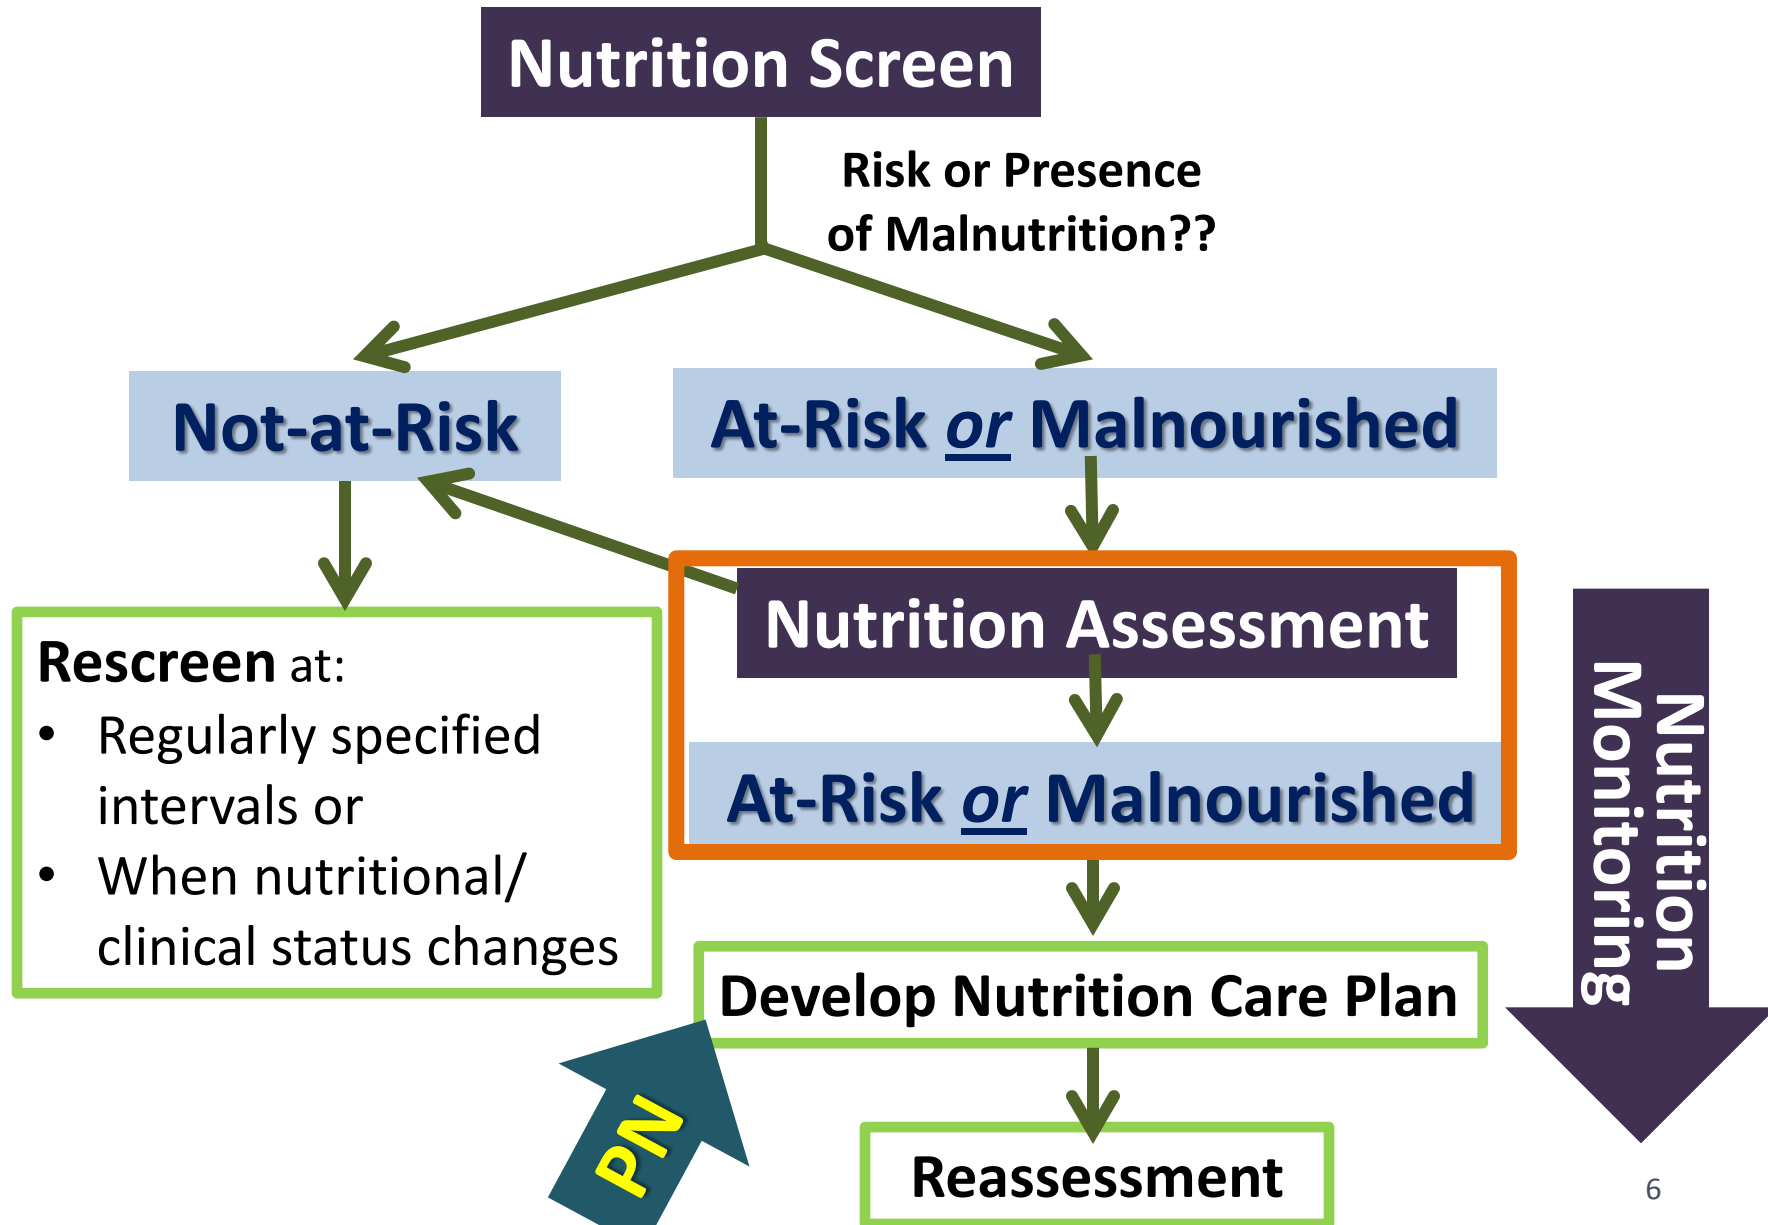 Nutrition Screen
Risk or Presence
of Malnutrition??
Not-at-Risk
At-Risk or Malnourished
Nutrition Assessment
At-Risk or Malnourished
Rescreen at:
• Regularly specified
intervals or
• When nutritional/
clinical status changes
Develop Nutrition Care Plan
Reassessment
PN
Nutrition
Monitoring
6